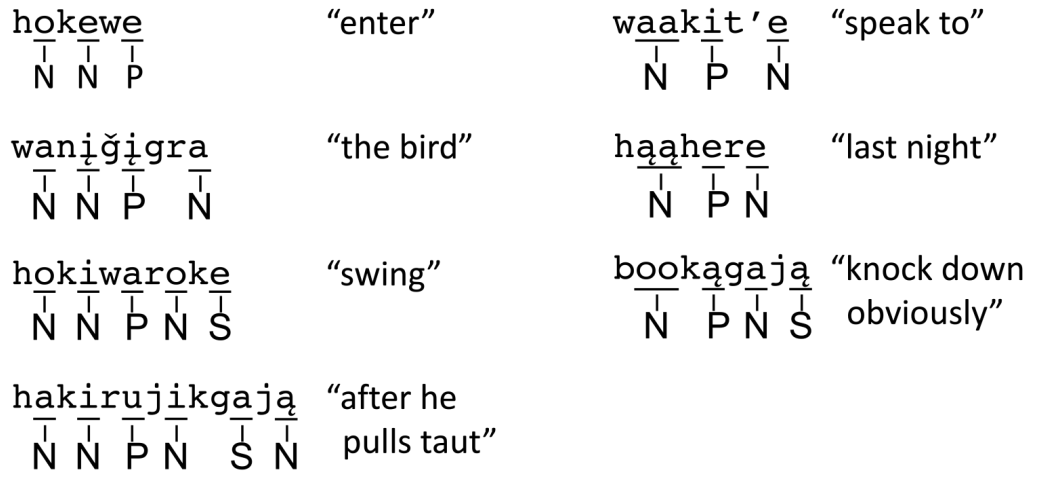 hokewe “enter” waakit’e “speak to”
N N P N P N
wanįǧįgra “the bird” hąąhere “last night”
N N P N N P N
hokiwaroke “swing” bookągają “knock down
N N P N S N P N S obviously”
hakirujikgają “after he
N N P N S N pulls taut”